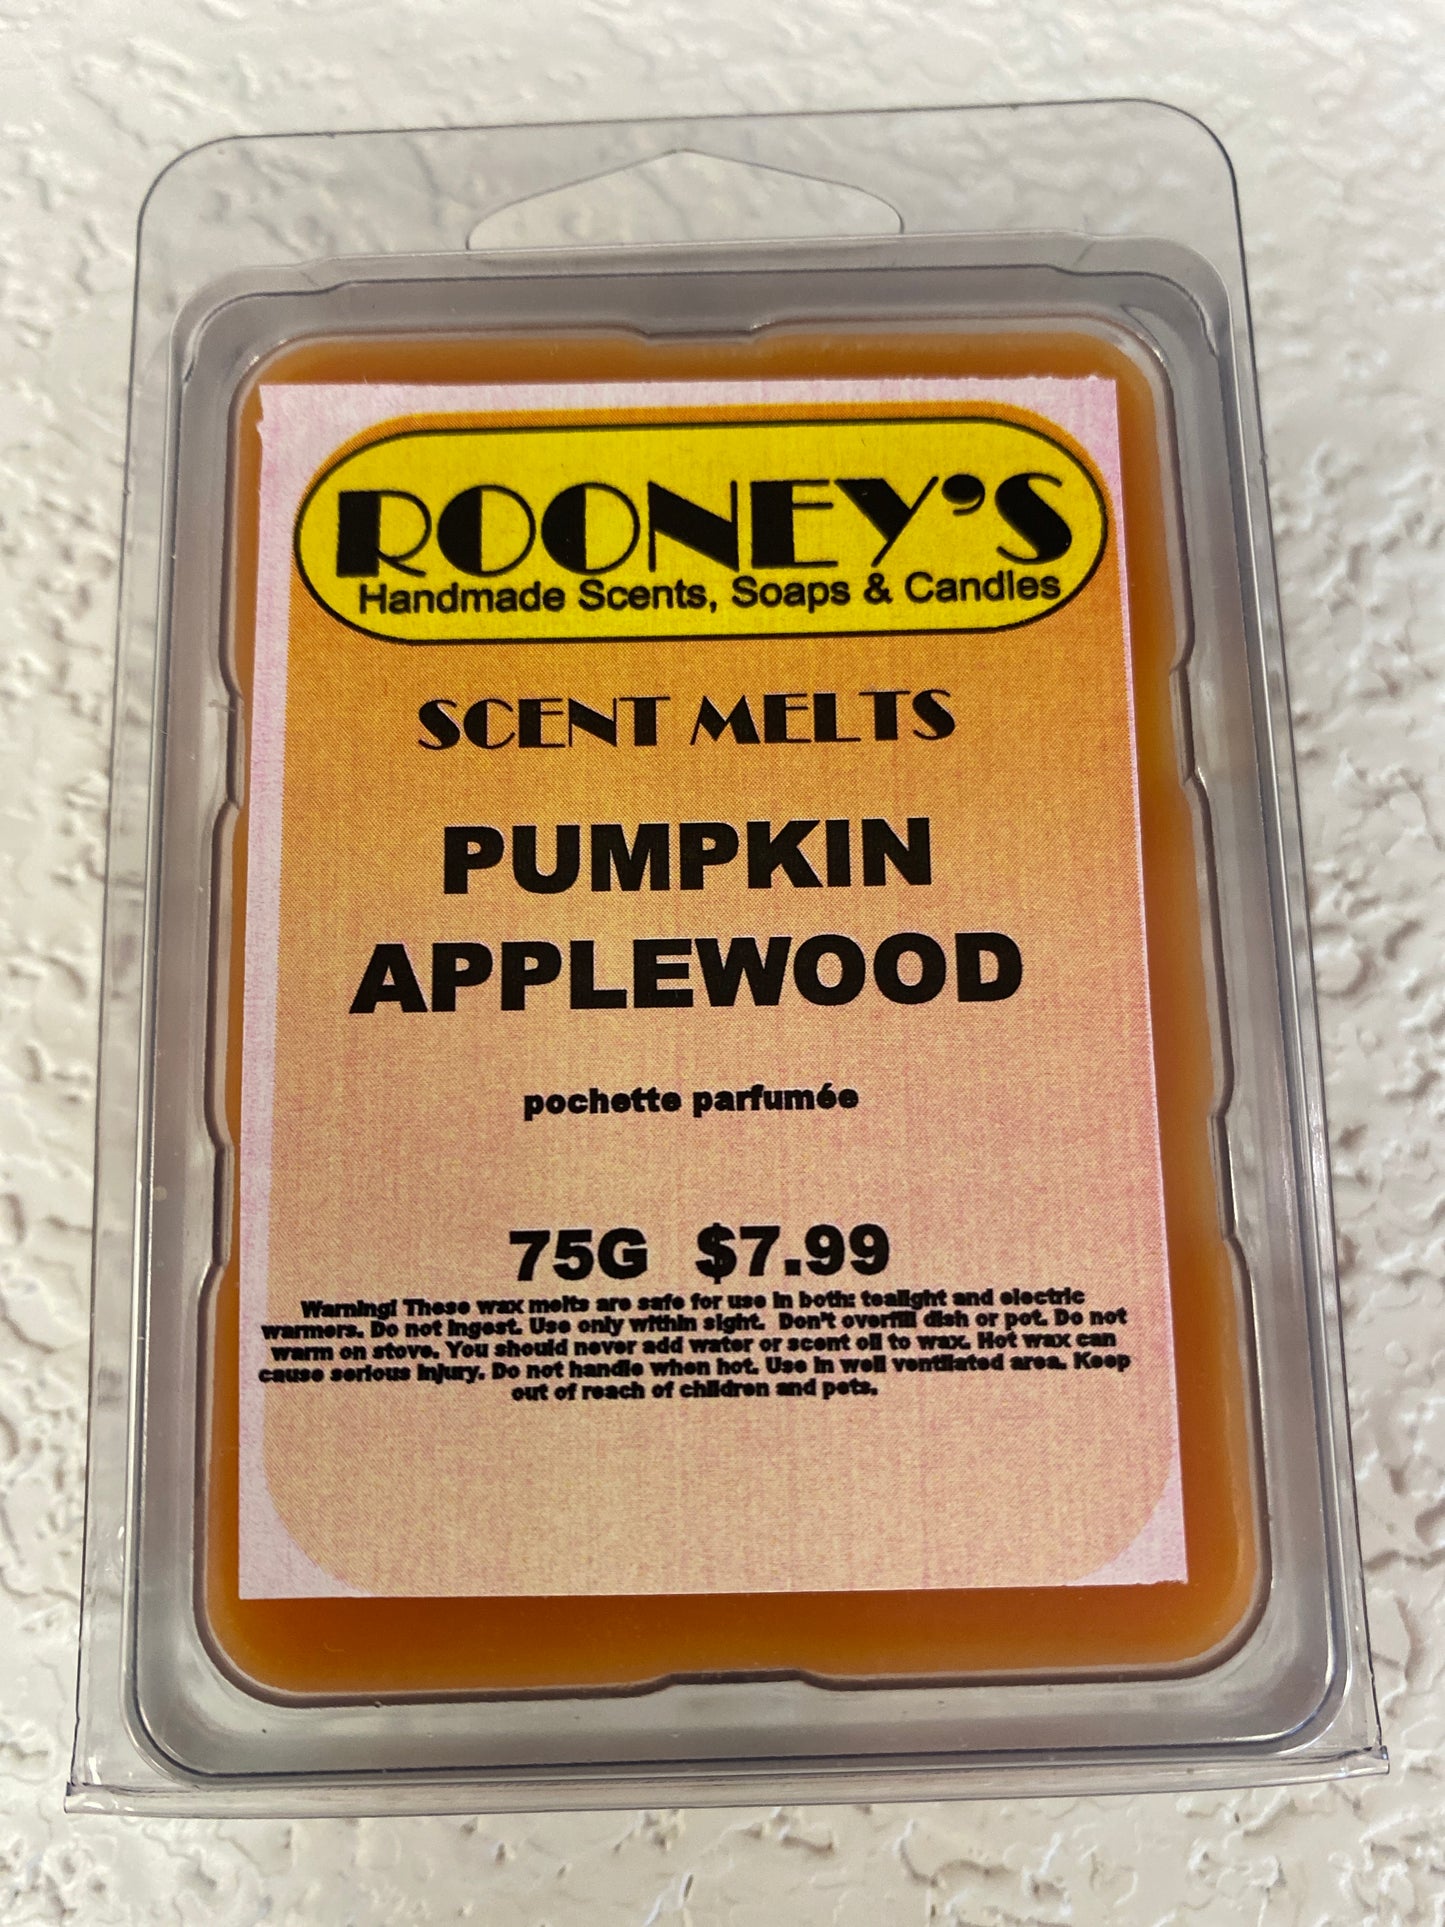 ROONEY'S
Handmade Scents, Soaps & Candles
SCENT MELTS
PUMPKIN
APPLEWOOD
pochette parfumée
75G $7.99
Warning! These wax melts are safe for use in both: tealight and electric
warmers. Do not ingest. Use only within sight. Don't overfill dish or pot. Do not
warm on stove. You should never add water or scent oil to wax. Hot wax can
cause serious injury. Do not handle when hot. Use in well ventilated area. Keep
out of reach of children and pets.